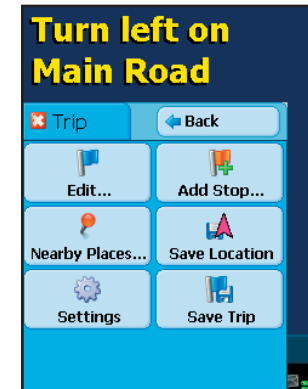 Turn left on
Main Road
Trip
Back
Edit...
Add Stop...
Nearby Places...
Save Location
Settings
Save Trip